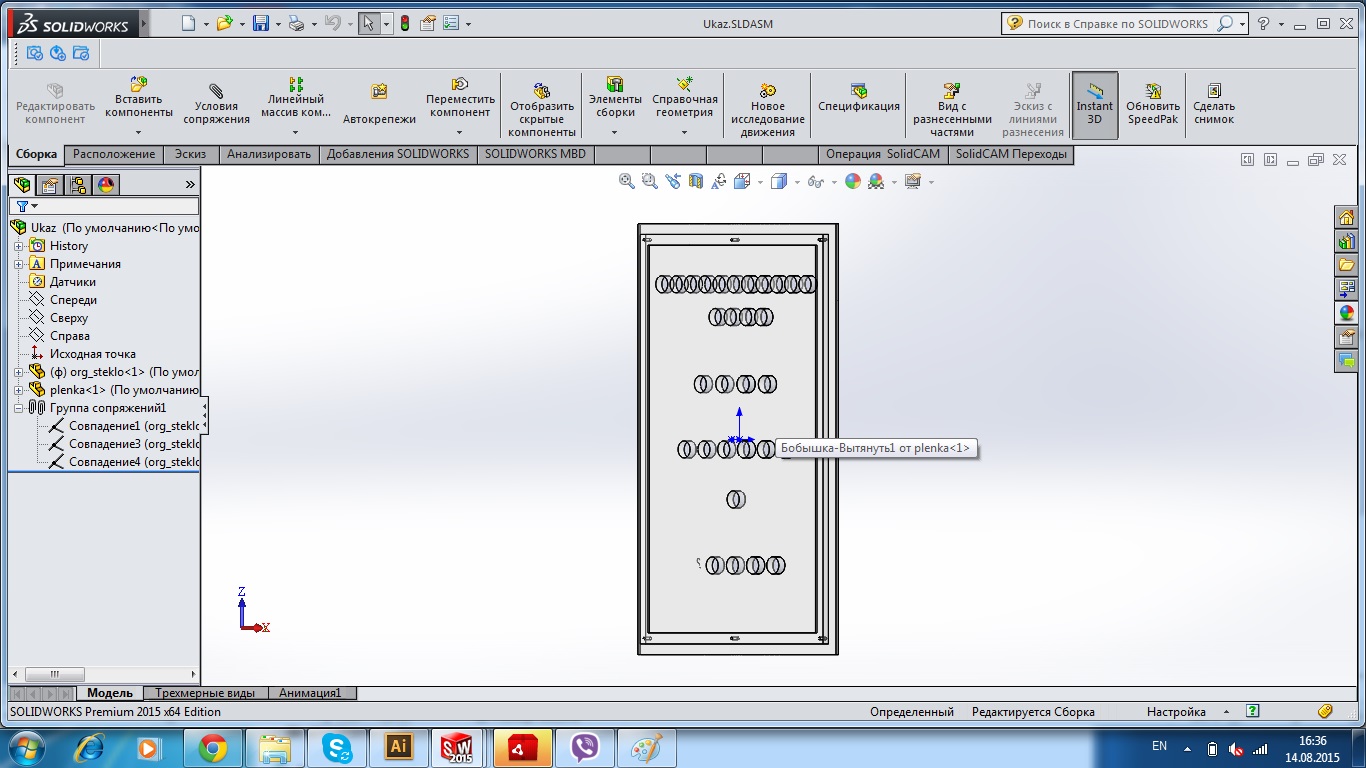 SOLIDWORKS
Ukaz.SLDASM
Поиск в Справке по SOLIDWORKS
Редактировать компонент
Вставить компоненты
Условия сопряжения
Линейный массив ком...
Автокрепежи
Переместить компонент
Отобразить скрытые компоненты
Элементы сборки
Справочная геометрия
Новое исследование движения
Спецификация
Вид с разнесенными частями
Эскиз с линиями разнесения
Instant 3D
Обновить SpeedPak
Сделать снимок
Сборка Расположение Эскиз Анализировать Добавления SOLIDWORKS SOLIDWORKS MBD Операция SolidCAM SolidCAM Переходы
Ukaz (По умолчанию<По умо
History
Примечания
Датчики
Спереди
Сверху
Справа
Исходная точка
(ф) org_steklo<1> (По умол
plenka<1> (По умолчанию
Группа сопряжений1
Совпадение1 (org_steklo
Совпадение3 (org_steklo
Совпадение4 (org_steklo
Бобышка-Вытянуть1 от plenka<1>
Z
X
Модель Трехмерные виды Анимация1
SOLIDWORKS Premium 2015 x64 Edition
Определенный Редактируется Сборка Настройка
Ai
SW
2015
4
EN
16:36
14.08.2015